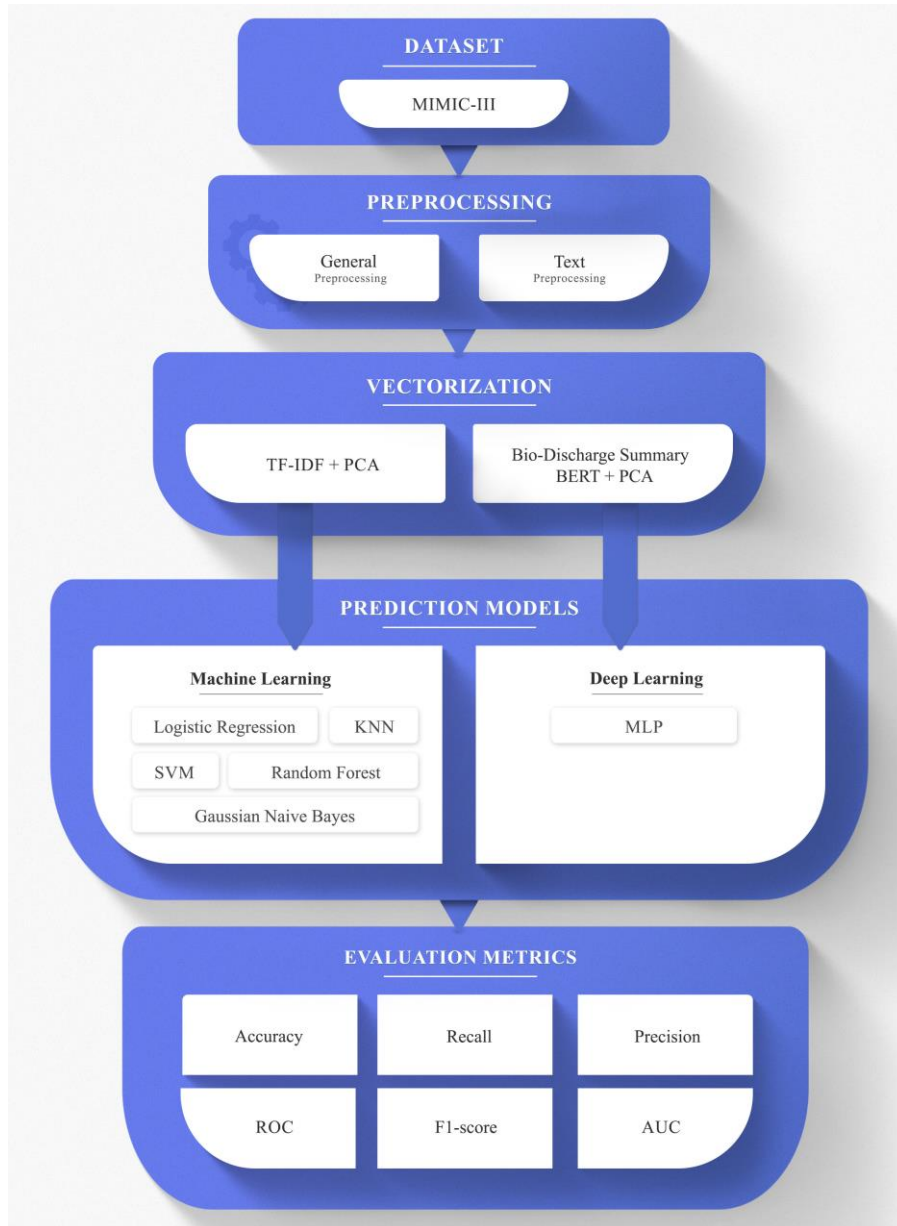 DATASET
MIMIC-III
PREPROCESSING
General
Preprocessing
Text
Preprocessing
VECTORIZATION
TF-IDF + PCA
Bio-Discharge Summary
BERT + PCA
PREDICTION MODELS
Machine Learning
Logistic Regression
KNN
SVM
Random Forest
Gaussian Naive Bayes
Deep Learning
MLP
EVALUATION METRICS
Accuracy
Recall
Precision
ROC
F1-score
AUC